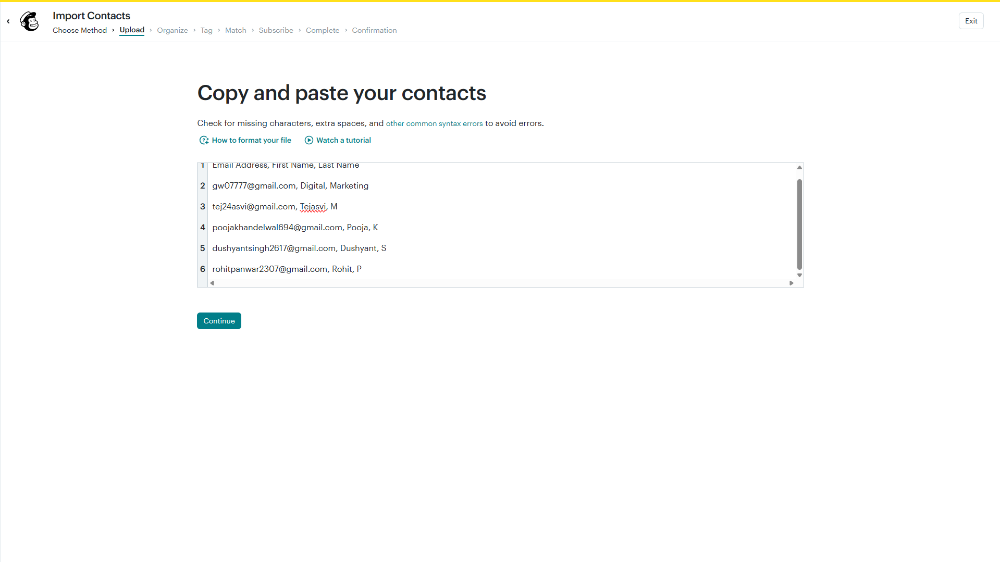 Import Contacts
Exit
Choose Method › Upload › Organize › Tag › Match › Subscribe › Complete › Confirmation
Copy and paste your contacts
Check for missing characters, extra spaces, and other common syntax errors to avoid errors.
How to format your file Watch a tutorial
1 Email Address, First Name, Last Name
2 gw07777@gmail.com, Digital, Marketing
3 tej24asvi@gmail.com, Tejasvi, M
4 poojakhandelwal694@gmail.com, Pooja, K
5 dushyantsingh2617@gmail.com, Dushyant, S
6 rohitpanwar2307@gmail.com, Rohit, P
Continue